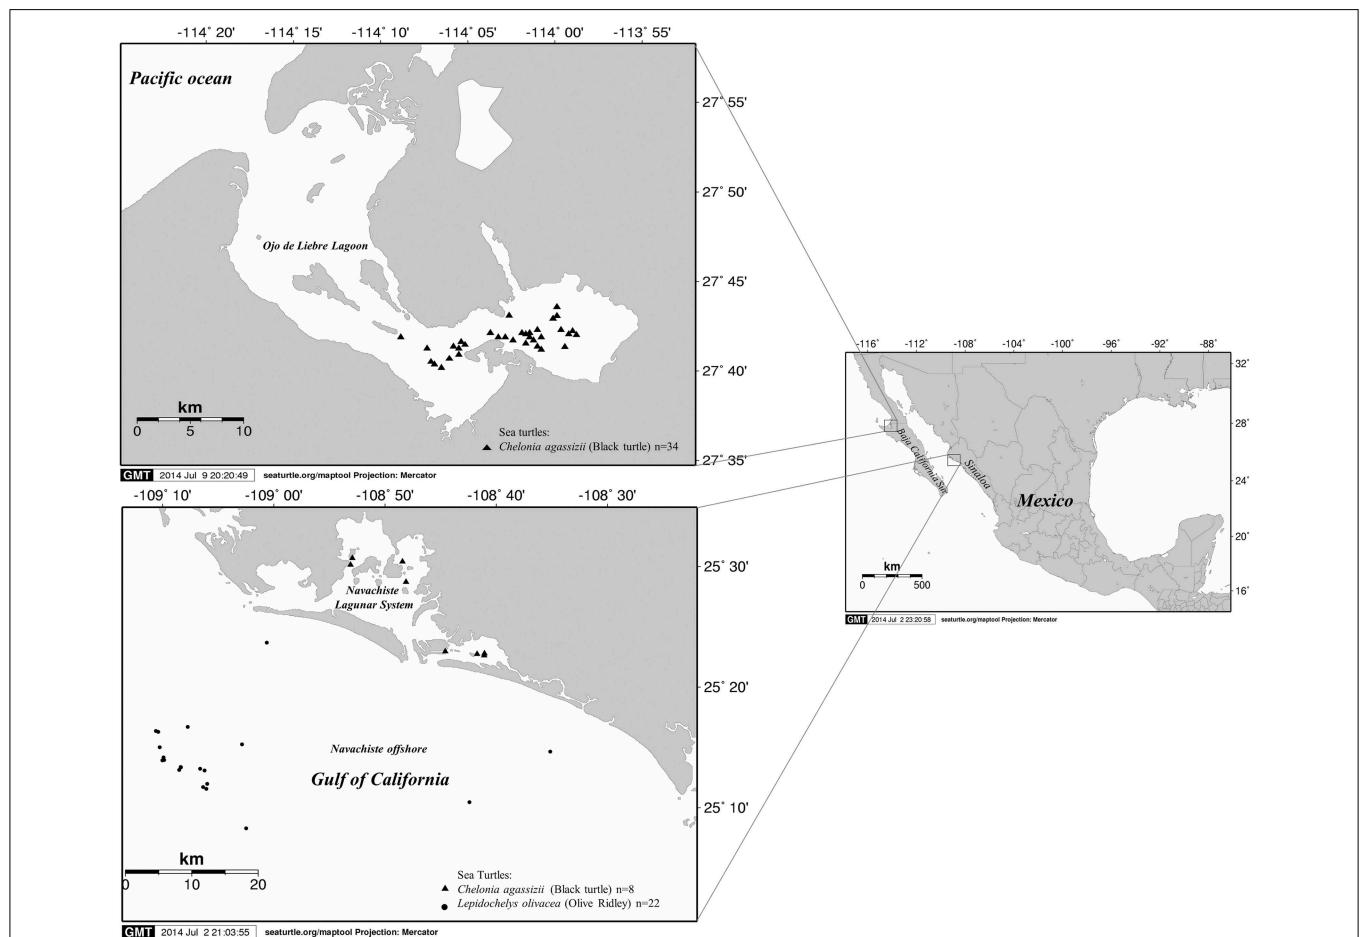 -114° 20' -114° 15' -114° 10' -114° 05' -114° 00' -113° 55'
Pacific ocean
27° 55'
27° 50'
Ojo de Liebre Lagoon
27° 45'
27° 40'
km
0 5 10
Sea turtles:
Chelonia agassizii (Black turtle) n=34
27° 35'
GMT 2014 Jul 9 20:20:49 seaturtle.org/maptool Projection: Mercator
-109° 10' -109° 00' -108° 50' -108° 40' -108° 30'
25° 30'
Navachiste
Lagunar System
25° 20'
Navachiste offshore
Gulf of California
25° 10'
km
0 10 20
Sea Turtles:
Chelonia agassizii (Black turtle) n=8
Lepidochelys olivacea (Olive Ridley) n=22
GMT 2014 Jul 2 21:03:55 seaturtle.org/maptool Projection: Mercator
-116° -112° -108° -104° -100° -96° -92° -88°
32°
28°
Baja California Sur
Sinaloa
24°
Mexico
20°
km
0 500
16°
GMT 2014 Jul 2 23:20:58 seaturtle.org/maptool Projection: Mercator